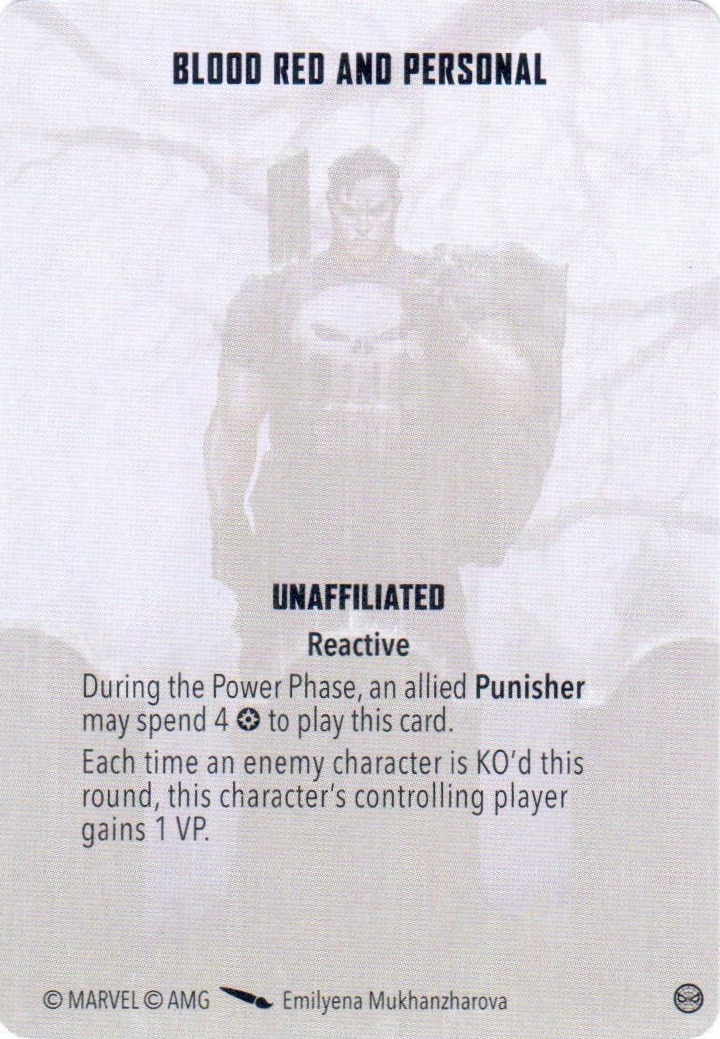 BLOOD RED AND PERSONAL
UNAFFILIATED
Reactive
During the Power Phase, an allied Punisher
may spend 4 to play this card.
Each time an enemy character is KO'd this
round, this character's controlling player
gains 1 VP.
© MARVEL © AMG Emilyena Mukhanzharova